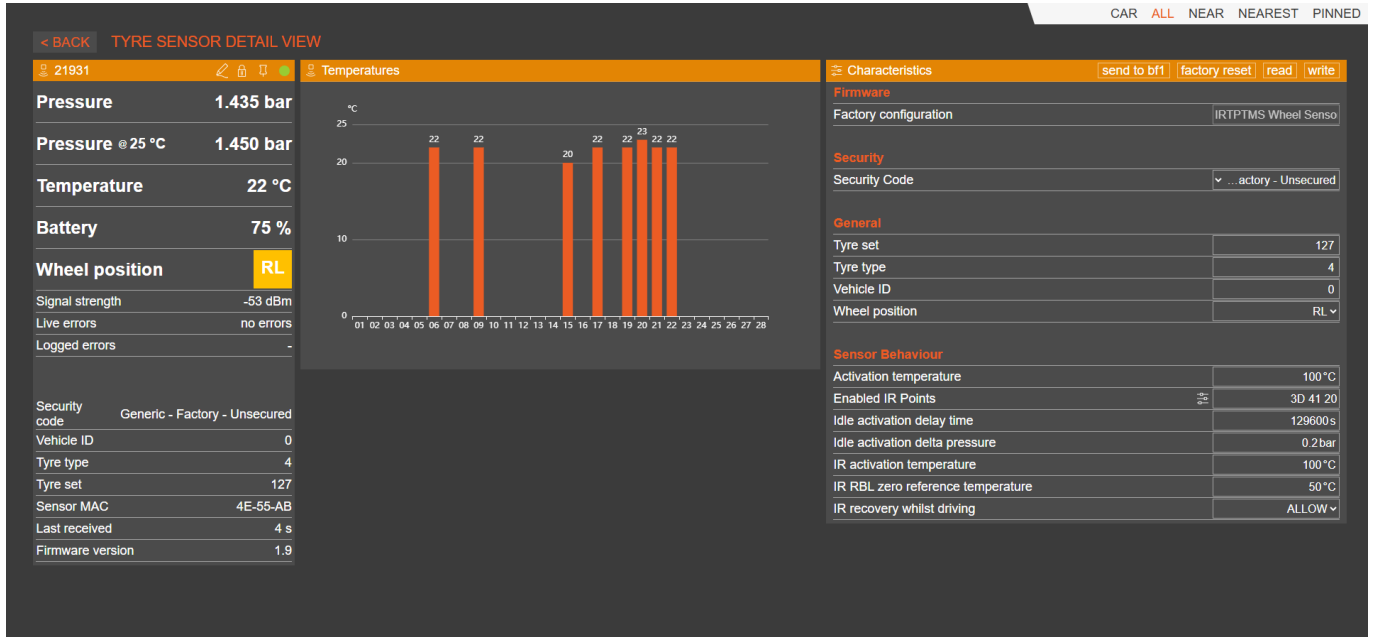 CAR ALL NEAR NEAREST PINNED
< BACK TYRE SENSOR DETAIL VIEW
21931
Pressure 1.435 bar
Pressure @ 25 °C 1.450 bar
Temperature 22 °C
Battery 75 %
Wheel position RL
Signal strength -53 dBm
Live errors no errors
Logged errors -
Security code Generic - Factory - Unsecured
Vehicle ID 0
Tyre type 4
Tyre set 127
Sensor MAC 4E-55-AB
Last received 4 s
Firmware version 1.9
Temperatures
°C
25
20
10
0
22 22 20 22 22 23 22 22
01 02 03 04 05 06 07 08 09 10 11 12 13 14 15 16 17 18 19 20 21 22 23 24 25 26 27 28
Characteristics send to bf1 factory reset read write
Firmware
Factory configuration IRTPTMS Wheel Senso
Security
Security Code …actory - Unsecured
General
Tyre set 127
Tyre type 4
Vehicle ID 0
Wheel position RL
Sensor Behaviour
Activation temperature 100°C
Enabled IR Points 3D 41 20
Idle activation delay time 129600s
Idle activation delta pressure 0.2bar
IR activation temperature 100°C
IR RBL zero reference temperature 50°C
IR recovery whilst driving ALLOW